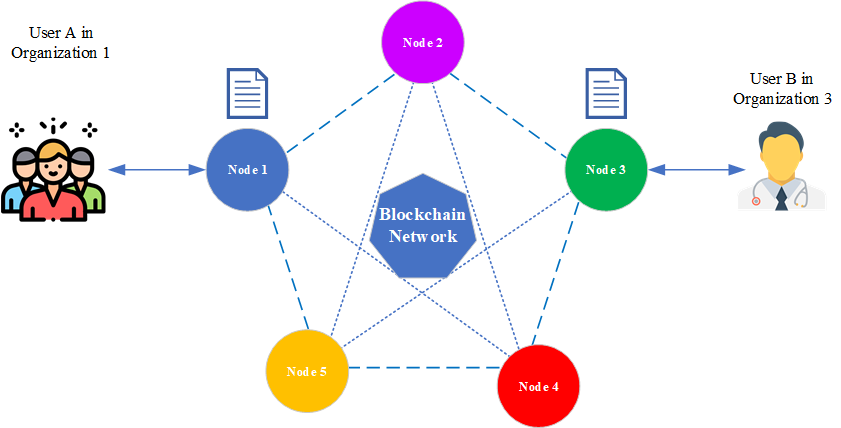 User A in
Organization 1
Node 2
User B in
Organization 3
Node 1
Node 3
Blockchain
Network
Node 5
Node 4